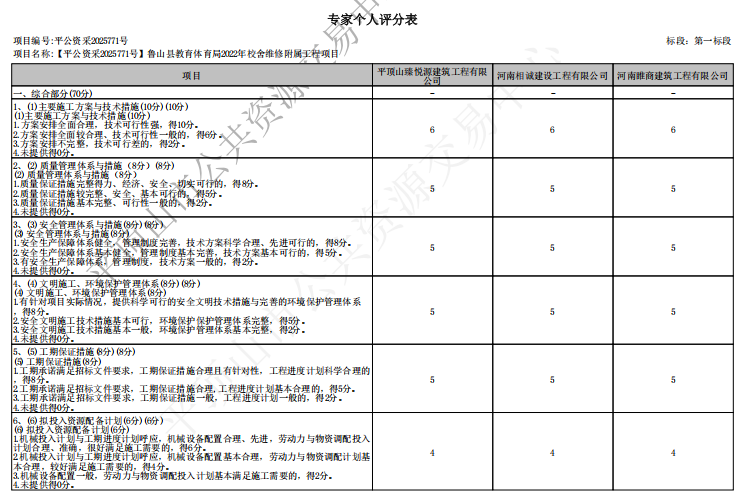 专家个人评分表
项目编号:平公资采2025771号
标段：第一标段
项目名称:【平公资采2025771号】鲁山县教育体育局2022年校舍维修附属工程项目
项目 平顶山臻悦源建筑工程有限公司 河南相诚建设工程有限公司 河南雎商建筑工程有限公司
一、综合部分(70分) - - -
1、(1)主要施工方案与技术措施(10分)(10分)
(1)主要施工方案与技术措施(10分)
1.方案安排全面合理，技术可行性强，得10分。
2.方案安排全面较合理、技术可行性一般的，得6分。
3.方案安排不完整，技术可行差的，得2分。
4.未提供得0分。
6 6 6
2、(2)质量管理体系与措施（8分）(8分)
(2)质量管理体系与措施（8分）
1.质量保证措施完整得力、经济、安全、切实可行的，得8分。
2.质量保证措施较完整、安全、基本可行的，得5分。
3.质量保证措施基本完整、可行性一般的，得2分。
4.未提供得0分。
5 5 5
3、(3)安全管理体系与措施(8分)(8分)
(3)安全管理体系与措施(8分)
1.安全生产保障体系健全，管理制度完善，技术方案科学合理、先进可行的，得8分。
2.安全生产保障体系基本健全，管理制度基本完善，技术方案基本可行的，得5分。
3.有安全生产保障体系、管理制度，技术方案一般的，得2分。
4.未提供得0分。
5 5 5
4、(4)文明施工、环境保护管理体系(8分)(8分)
(4)文明施工、环境保护管理体系(8分)
1.有针对项目实际情况，提供科学可行的安全文明技术措施与完善的环境保护管理体系
，得8分。
2.安全文明施工技术措施基本可行，环境保护保护管理体系完整，得5分。
3.安全文明施工技术措施基本一般，环境保护管理体系基本完整，得2分。
4.未提供得0分。
5 5 5
5、(5)工期保证措施(8分)(8分)
(5)工期保证措施(8分)
1.工期承诺满足招标文件要求，工期保证措施合理且有针对性，工程进度计划科学合理的
，得8分。
2.工期承诺满足招标文件要求，工期保证措施合理,工程进度计划基本合理的，得5分。
3.工期承诺满足招标文件要求，工期保证措施一般，工程进度计划一般的，得2分。
4.未提供得0分。
5 5 5
6、(6)拟投入资源配备计划(6分)(6分)
(6)拟投入资源配备计划(6分)
1.机械投入计划与工期进度计划呼应，机械设备配置合理、先进，劳动力与物资调配投入
计划合理、准确，很好满足施工需要的，得6分。
2.机械投入计划与工期进度计划呼应，机械设备配置基本合理，劳动力与物资调配计划基
本合理，较好满足施工需要的，得4分。
3.机械设备配置一般，劳动力与物资调配投入计划基本满足施工需要的，得2分。
4.未提供得0分。
4 4 4
平顶山市公共资源交易中心
平顶山市公共资源交易中心